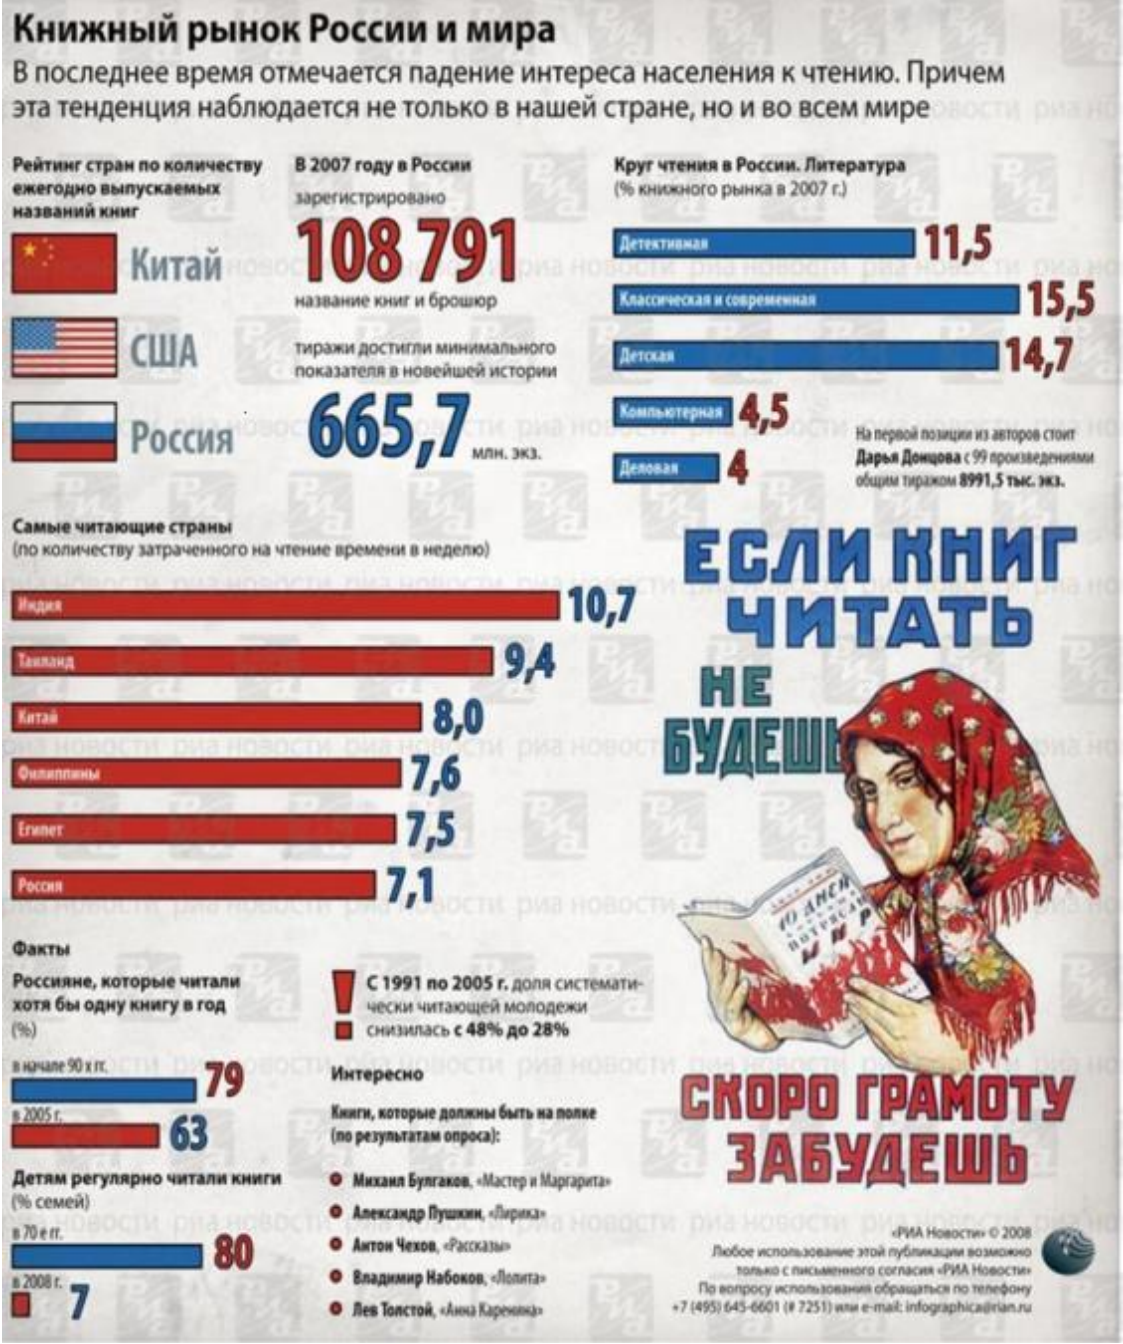 Книжный рынок России и мира
В последнее время отмечается падение интереса населения к чтению. Причем
эта тенденция наблюдается не только в нашей стране, но и во всем мире
Рейтинг стран по количеству
ежегодно выпускаемых
названий книг
Китай
США
Россия
В 2007 году в России
зарегистрировано
108 791
название книг и брошюр
тиражи достигли минимального
показателя в новейшей истории
665,7
млн. экз.
Круг чтения в России. Литература
(% книжного рынка в 2007 г.)
Детективная 11,5
Классическая и современная 15,5
Детская 14,7
Компьютерная 4,5
Деловая 4
На первой позиции из авторов стоит
Дарья Донцова с 99 произведениями
общим тиражом 8991,5 тыс. экз.
Самые читающие страны
(по количеству затраченного на чтение времени в неделю)
Индия 10,7
Таиланд 9,4
Китай 8,0
Филиппины 7,6
Египет 7,5
Россия 7,1
ЕСЛИ КНИГ
ЧИТАТЬ
НЕ
БУДЕШЬ
10 ДНЕЙ
СКОРО ГРАМОТУ
ЗАБУДЕШЬ
Факты
Россияне, которые читали
хотя бы одну книгу в год
(%)
в начале 90 х гг.
79
в 2005 г.
63
Детям регулярно читали книги
(% семей)
в 70 е гг.
80
в 2008 г.
7
С 1991 по 2005 г. доля системати-
чески читающей молодежи
снизилась с 48% до 28%
Интересно
Книги, которые должны быть на полке
(по результатам опроса):
Михаил Булгаков, «Мастер и Маргарита»
Александр Пушкин, «Лирика»
Антон Чехов, «Рассказы»
Владимир Набоков, «Лолита»
Лев Толстой, «Анна Каренина»
«РИА Новости» © 2008
Любое использование этой публикации возможно
только с письменного согласия «РИА Новости»
По вопросу использования обращаться по телефону
+7 (495) 645-6601 (# 7251) или e-mail: infographica@rian.ru